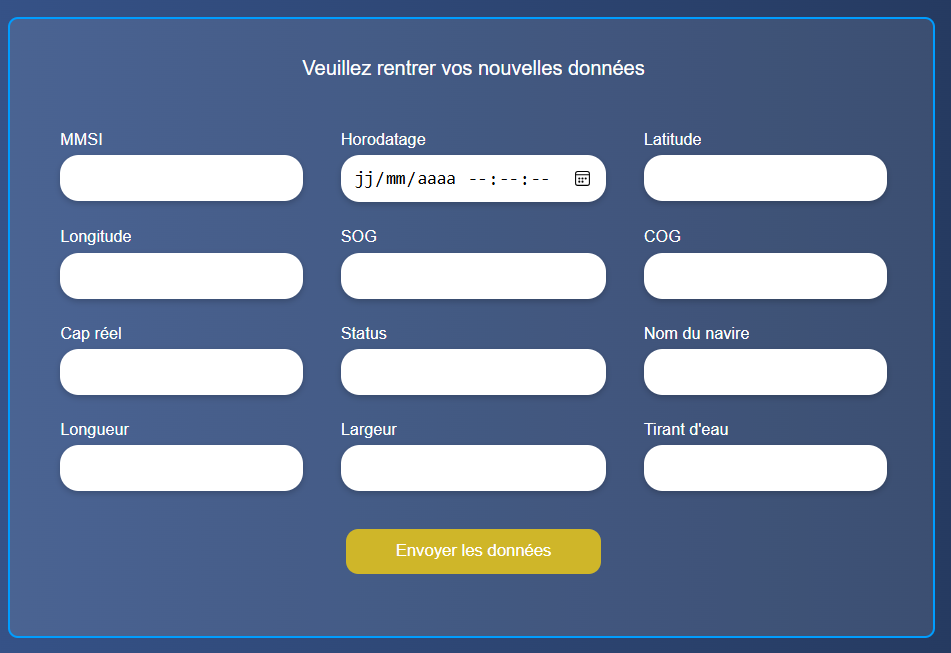 Veuillez rentrer vos nouvelles données
MMSI
Horodatage
Latitude
jj/mm/aaaa --:--:--
Longitude
SOG
COG
Cap réel
Status
Nom du navire
Longueur
Largeur
Tirant d'eau
Envoyer les données